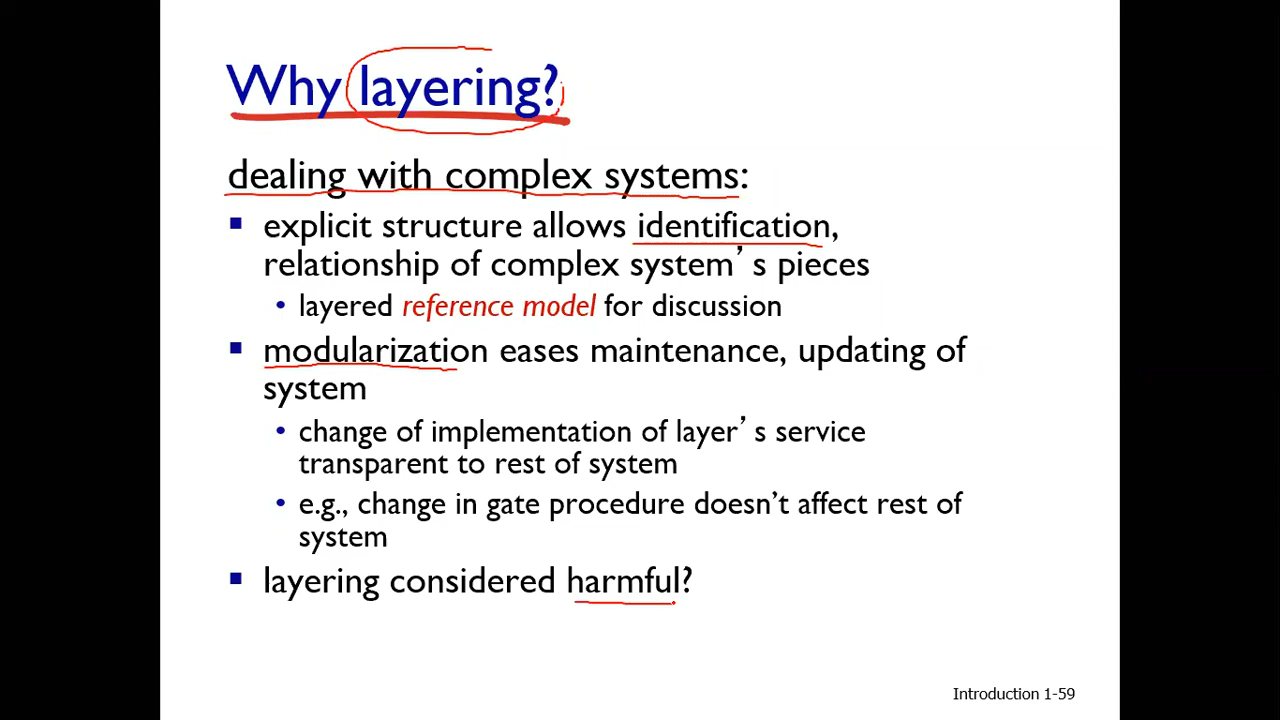 Why layering?
dealing with complex systems:
▪ explicit structure allows identification,
relationship of complex system’s pieces
• layered reference model for discussion
▪ modularization eases maintenance, updating of
system
• change of implementation of layer’s service
transparent to rest of system
• e.g., change in gate procedure doesn’t affect rest of
system
▪ layering considered harmful?
Introduction 1-59